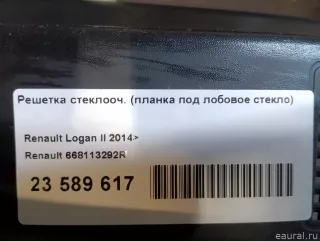 Решетка стеклооч. (планка под лобовое стекло)
Renault Logan II 2014>
Renault 668113292R
23 589 617
eaural.ru